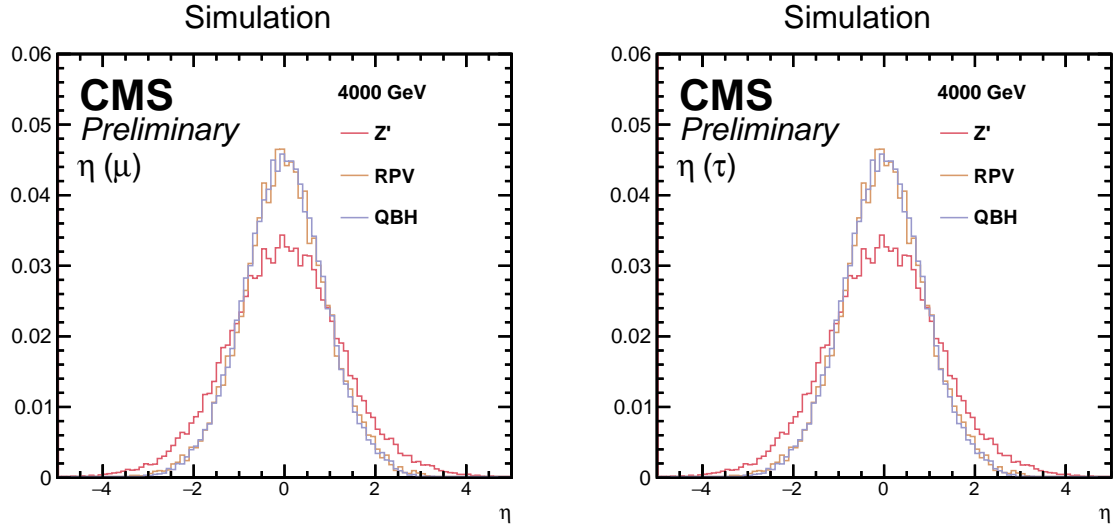 Simulation
0.06
0.05
0.04
0.03
0.02
0.01
0
CMS
Preliminary
η (μ)
4000 GeV
Z'
RPV
QBH
−4 −2 0 2 4
η
Simulation
0.06
0.05
0.04
0.03
0.02
0.01
0
CMS
Preliminary
η (τ)
4000 GeV
Z'
RPV
QBH
−4 −2 0 2 4
η